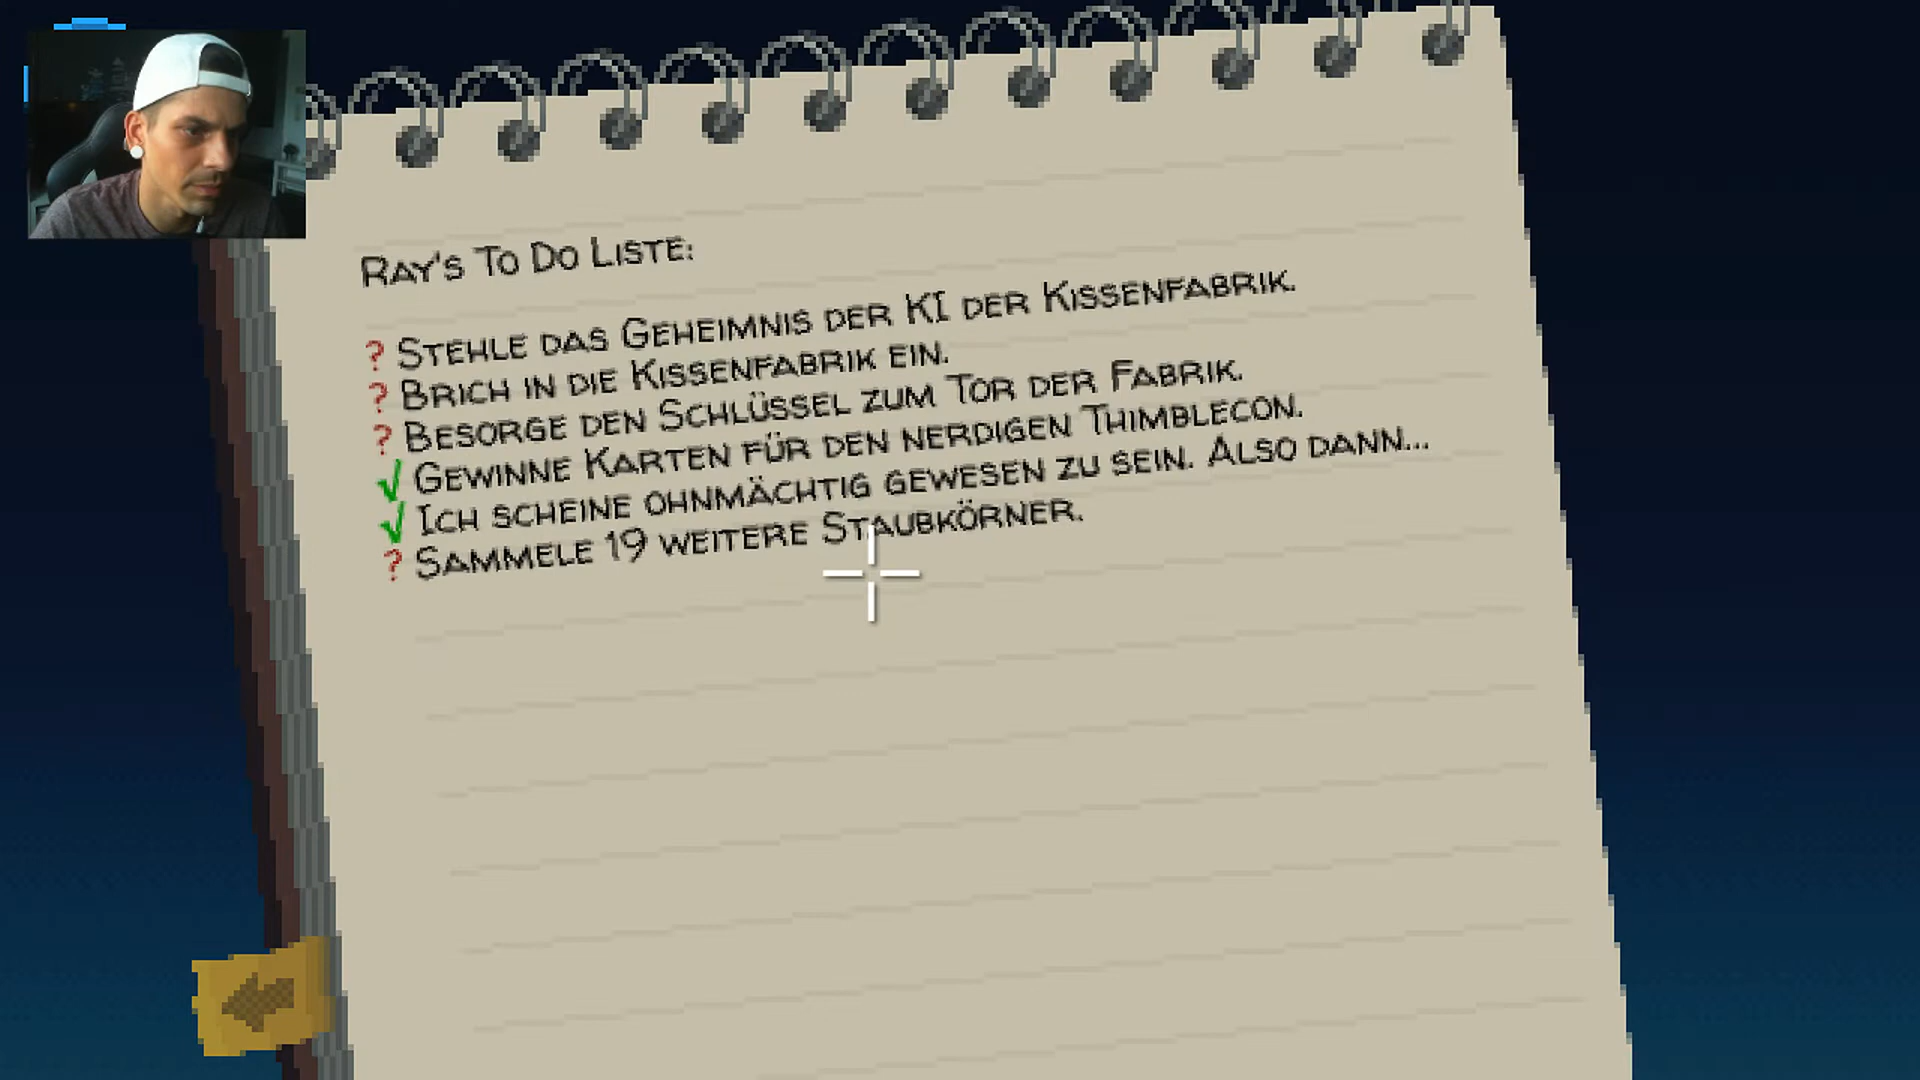 Ray's To Do Liste:
? Stehle das Geheimnis der KI der Kissenfabrik.
? Brich in die Kissenfabrik ein.
? Besorge den Schlüssel zum Tor der Fabrik.
√ Gewinne Karten für den nerdigen Thimblecon.
√ Ich scheine ohnmächtig gewesen zu sein. Also dann...
? Sammele 19 weitere Staubkörner.